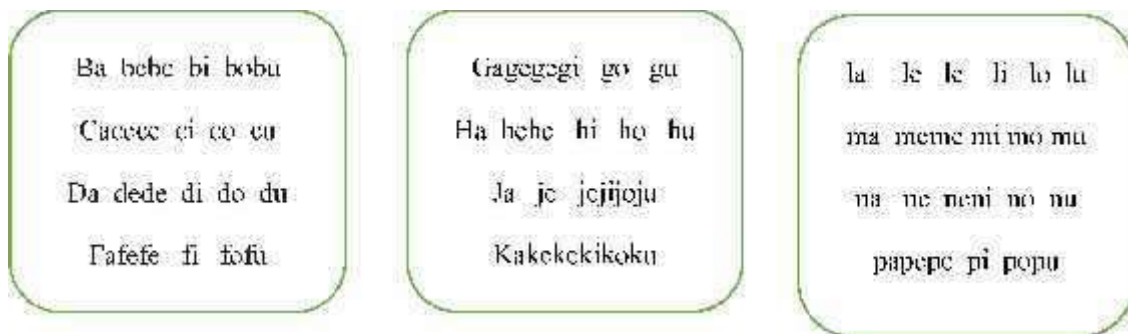 Ba bebe bi bobu
Cacece ci co cu
Da dede di do du
Fafefe fi fofu
Gagegegi go gu
Ha hehe hi ho hu
Ja je jejijoju
Kakekekikoku
la le le li lo lu
ma meme mi mo mu
na ne neni no nu
papepe pi popu